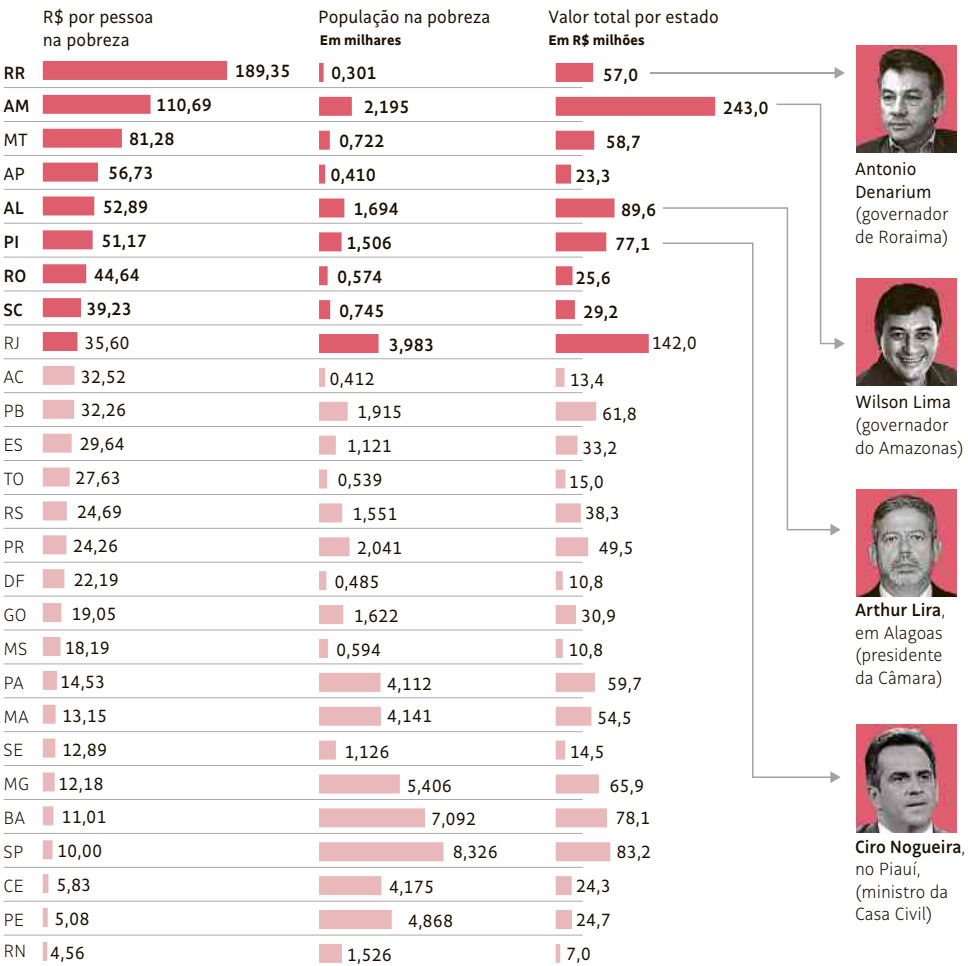 R$ por pessoa
na pobreza
População na pobreza
Em milhares
Valor total por estado
Em R$ milhões
RR 189,35 0,301 57,0
AM 110,69 2,195 243,0
MT 81,28 0,722 58,7
AP 56,73 0,410 23,3
AL 52,89 1,694 89,6
PI 51,17 1,506 77,1
RO 44,64 0,574 25,6
SC 39,23 0,745 29,2
RJ 35,60 3,983 142,0
AC 32,52 0,412 13,4
PB 32,26 1,915 61,8
ES 29,64 1,121 33,2
TO 27,63 0,539 15,0
RS 24,69 1,551 38,3
PR 24,26 2,041 49,5
DF 22,19 0,485 10,8
GO 19,05 1,622 30,9
MS 18,19 0,594 10,8
PA 14,53 4,112 59,7
MA 13,15 4,141 54,5
SE 12,89 1,126 14,5
MG 12,18 5,406 65,9
BA 11,01 7,092 78,1
SP 10,00 8,326 83,2
CE 5,83 4,175 24,3
PE 5,08 4,868 24,7
RN 4,56 1,526 7,0
Antonio
Denarium
(governador
de Roraima)
Wilson Lima
(governador
do Amazonas)
Arthur Lira,
em Alagoas
(presidente
da Câmara)
Ciro Nogueira,
no Piauí,
(ministro da
Casa Civil)